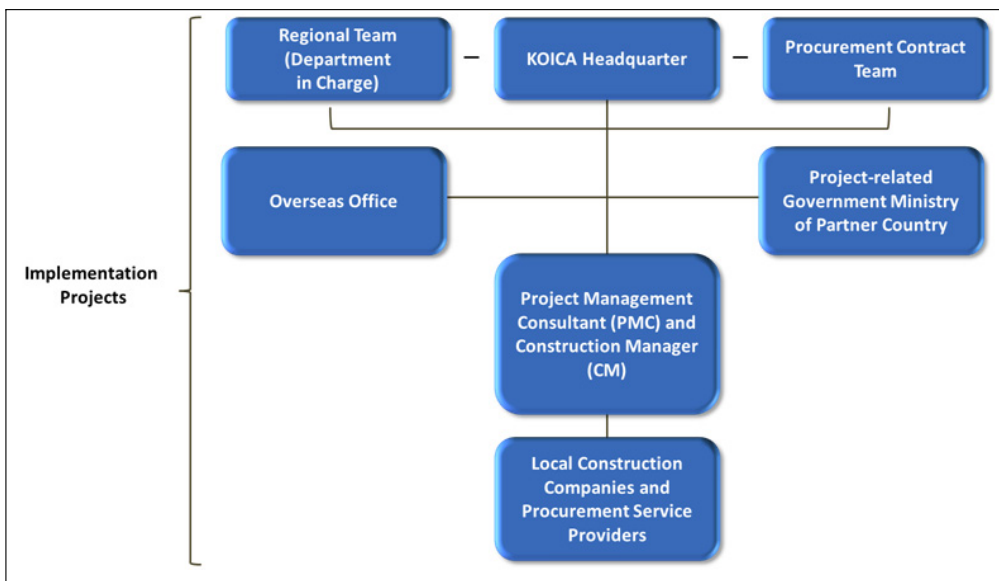 Regional Team
(Department
in Charge)
–
KOICA Headquarter
–
Procurement Contract
Team
Overseas Office
Project-related
Government Ministry
of Partner Country
Implementation
Projects
Project Management
Consultant (PMC) and
Construction Manager
(CM)
Local Construction
Companies and
Procurement Service
Providers